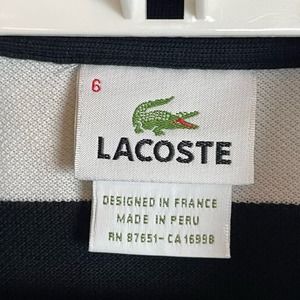 6
LACOSTE
DESIGNED IN FRANCE
MADE IN PERU
RN 87651-CA 16998